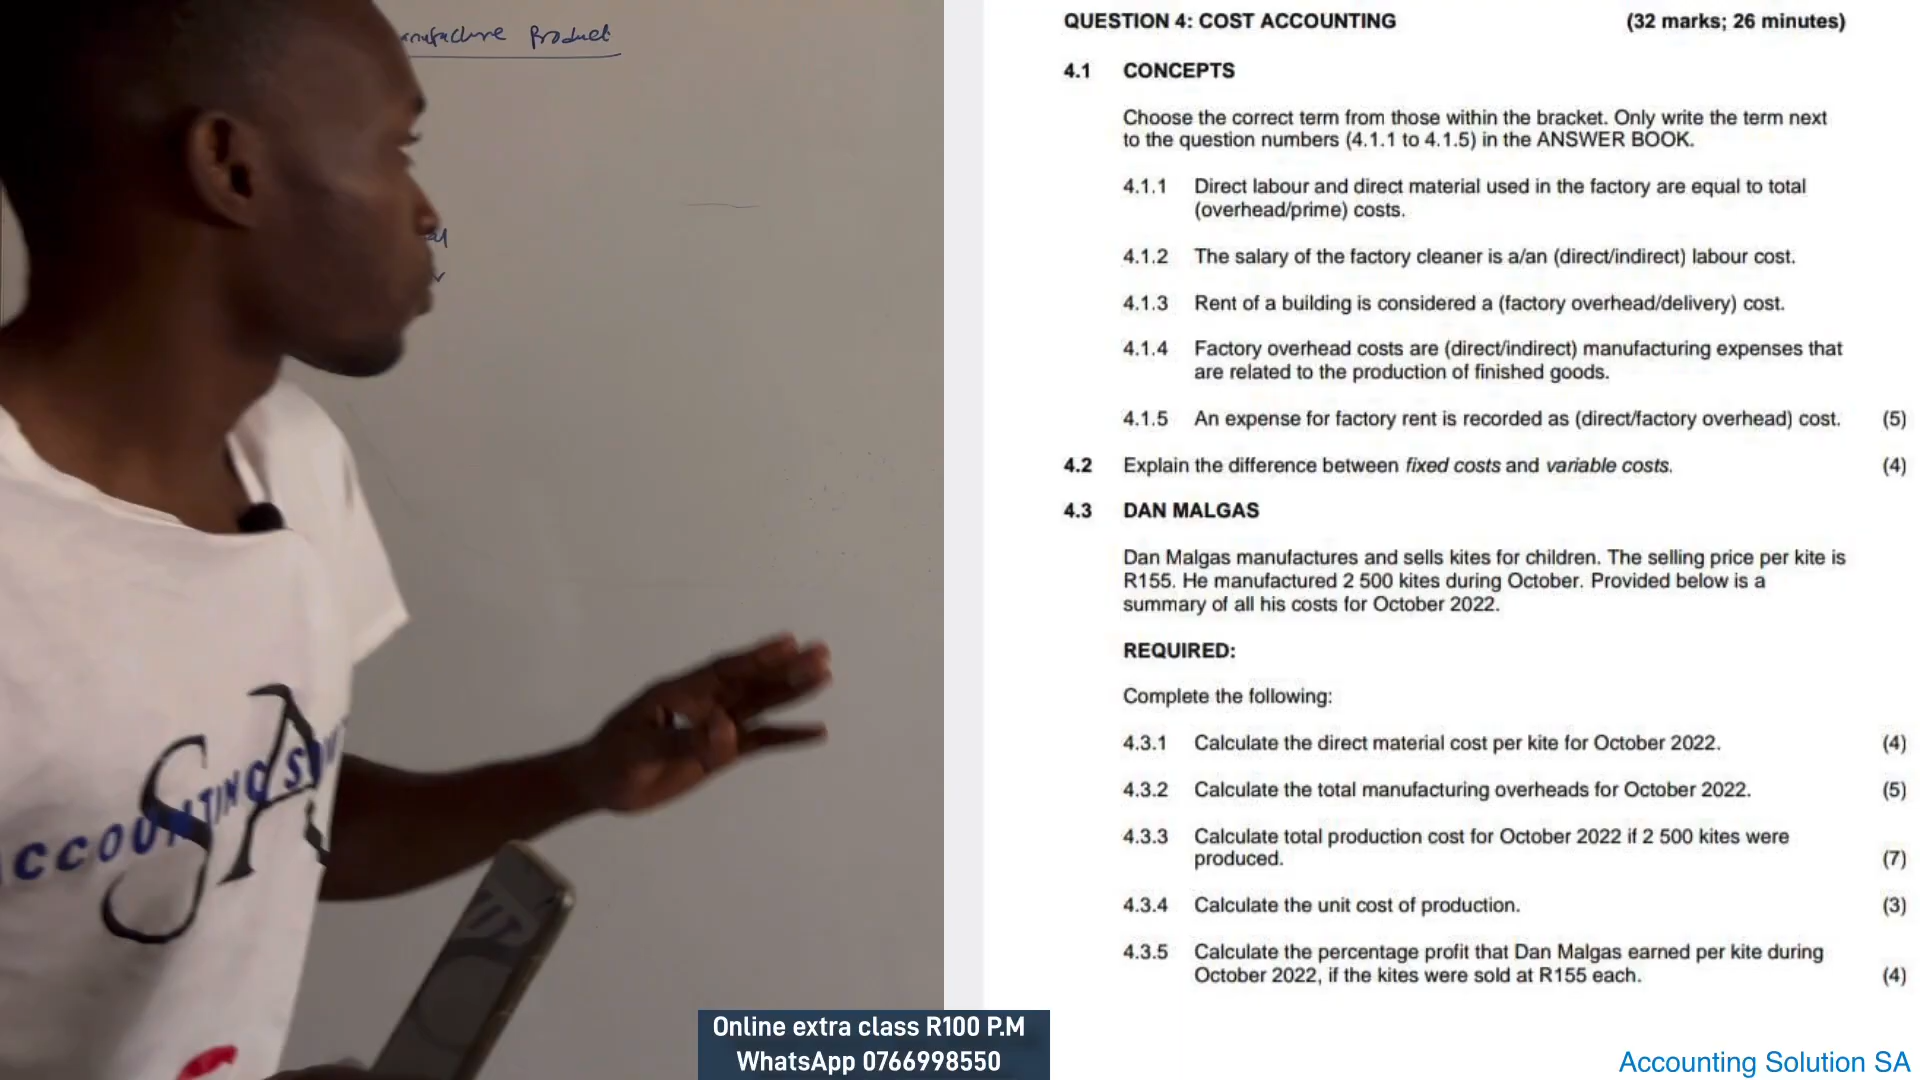 Product
QUESTION 4: COST ACCOUNTING (32 marks; 26 minutes)
4.1 CONCEPTS
Choose the correct term from those within the bracket. Only write the term next
to the question numbers (4.1.1 to 4.1.5) in the ANSWER BOOK.
4.1.1 Direct labour and direct material used in the factory are equal to total
(overhead/prime) costs.
4.1.2 The salary of the factory cleaner is a/an (direct/indirect) labour cost.
4.1.3 Rent of a building is considered a (factory overhead/delivery) cost.
4.1.4 Factory overhead costs are (direct/indirect) manufacturing expenses that
are related to the production of finished goods.
4.1.5 An expense for factory rent is recorded as (direct/factory overhead) cost. (5)
4.2 Explain the difference between fixed costs and variable costs. (4)
4.3 DAN MALGAS
Dan Malgas manufactures and sells kites for children. The selling price per kite is
R155. He manufactured 2 500 kites during October. Provided below is a
summary of all his costs for October 2022.
REQUIRED:
Complete the following:
4.3.1 Calculate the direct material cost per kite for October 2022. (4)
4.3.2 Calculate the total manufacturing overheads for October 2022. (5)
4.3.3 Calculate total production cost for October 2022 if 2 500 kites were
produced. (7)
4.3.4 Calculate the unit cost of production. (3)
4.3.5 Calculate the percentage profit that Dan Malgas earned per kite during
October 2022, if the kites were sold at R155 each. (4)
SA
Online extra class R100 P.M
WhatsApp 0766998550
Accounting Solution SA